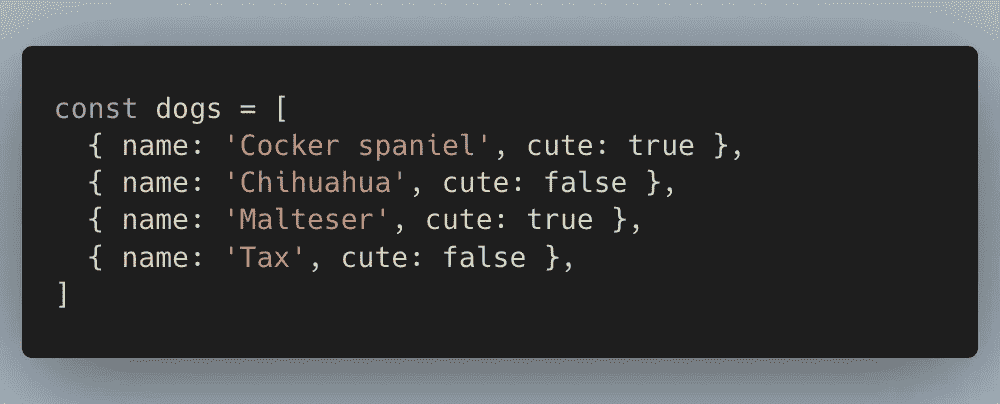 const dogs = [
  { name: 'Cocker spaniel', cute: true },
  { name: 'Chihuahua', cute: false },
  { name: 'Malteser', cute: true },
  { name: 'Tax', cute: false },
]